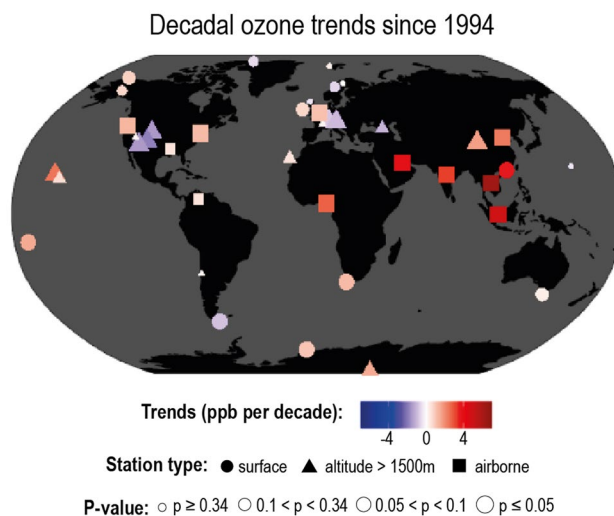 Decadal ozone trends since 1994
Trends (ppb per decade):
-4 0 4
Station type: surface altitude > 1500m airborne
P-value: p ≥ 0.34 0.1 < p < 0.34 0.05 < p < 0.1 p ≤ 0.05